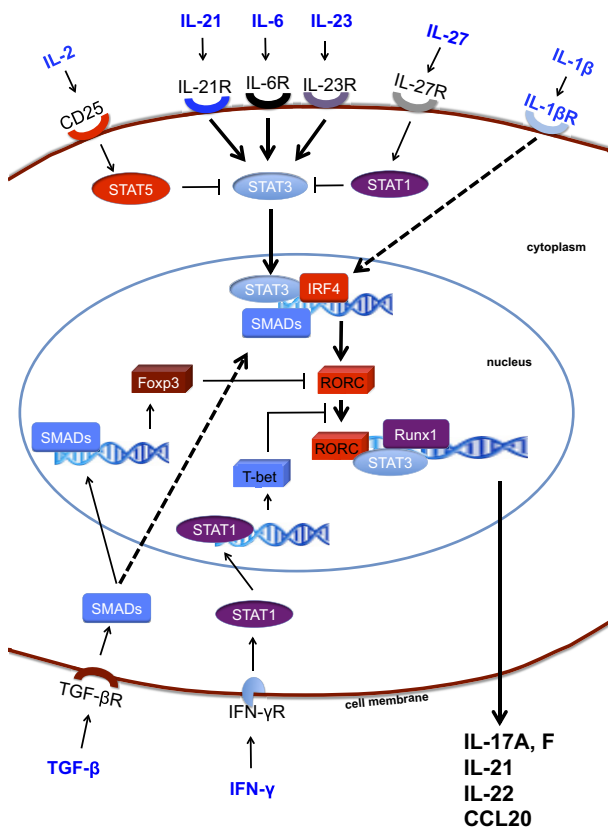 IL-21
IL-6
IL-23
IL-27
IL-2
IL-1β
IL-21R
IL-6R
IL-23R
IL-27R
CD25
IL-1βR
STAT5
STAT3
STAT1
cytoplasm
STAT3
IRF4
SMADs
nucleus
Foxp3
RORC
SMADs
RORC
Runx1
STAT3
T-bet
STAT1
SMADs
STAT1
TGF-βR
IFN-γR
cell membrane
TGF-β
IFN-γ
IL-17A, F
IL-21
IL-22
CCL20